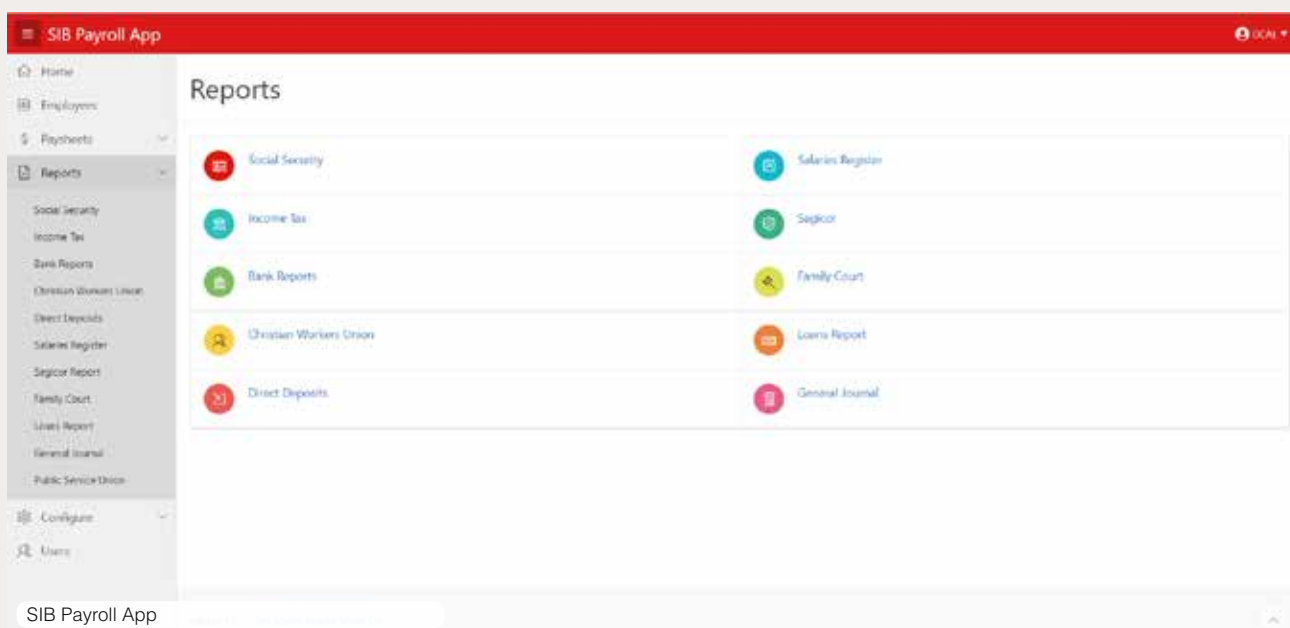 SIB Payroll App
Home
Employees
Paysheets
Reports
Social Security
Income Tax
Bank Reports
Christian Workers Union
Direct Deposits
Salaries Register
Segicor Report
Family Court
Loans Report
General Journal
Public Service Union
Configure
Users
Reports
Social Security
Salaries Register
Income Tax
Segicor
Bank Reports
Family Court
Christian Workers Union
Loans Report
Direct Deposits
General Journal
SIB Payroll App